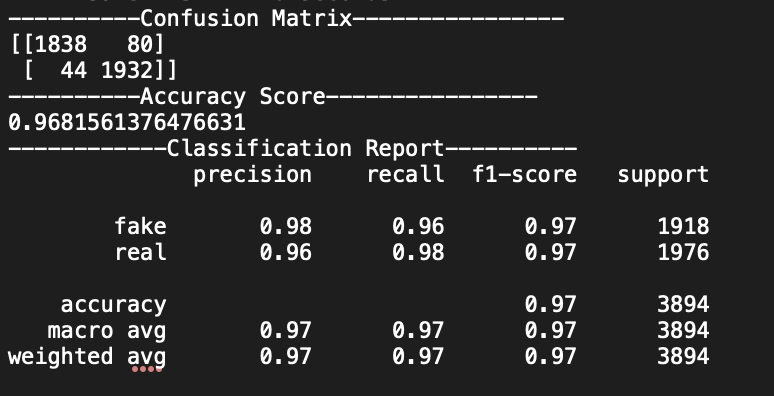 ----------Confusion Matrix----------------
[[1838   80]
 [  44 1932]]
----------Accuracy Score----------------
0.9681561376476631
------------Classification Report----------
              precision    recall  f1-score   support

        fake       0.98      0.96      0.97      1918
        real       0.96      0.98      0.97      1976

    accuracy                           0.97      3894
   macro avg       0.97      0.97      0.97      3894
weighted avg       0.97      0.97      0.97      3894